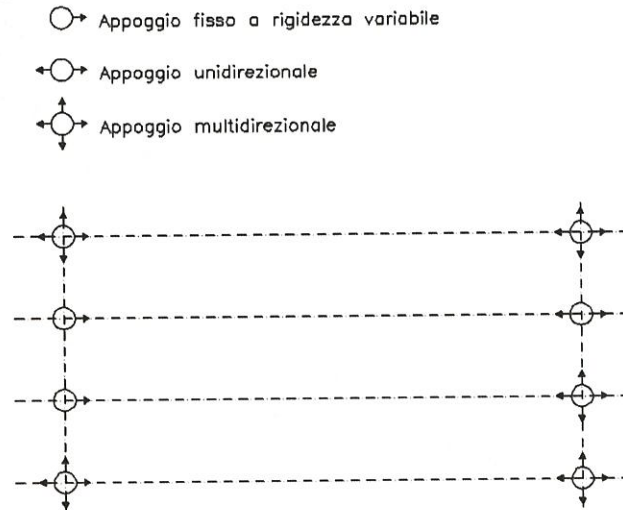 Appoggio fisso a rigidezza variabile
Appoggio unidirezionale
Appoggio multidirezionale